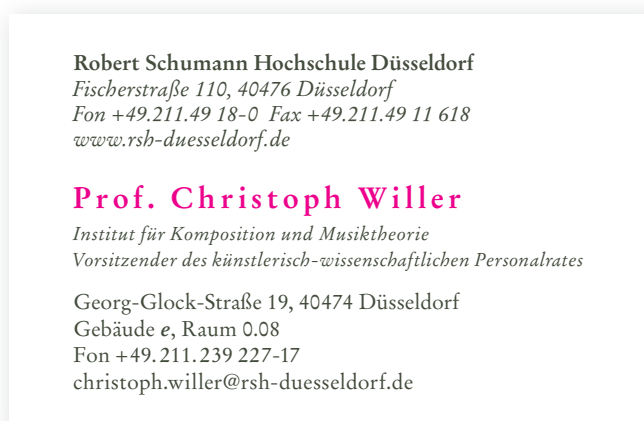 Robert Schumann Hochschule Düsseldorf
Fischerstraße 110, 40476 Düsseldorf
Fon +49.211.49 18-0  Fax +49.211.49 11 618
www.rsh-duesseldorf.de
Prof. Christoph Willer
Institut für Komposition und Musiktheorie
Vorsitzender des künstlerisch-wissenschaftlichen Personalrates
Georg-Glock-Straße 19, 40474 Düsseldorf
Gebäude e, Raum 0.08
Fon +49.211.239 227-17
christoph.willer@rsh-duesseldorf.de